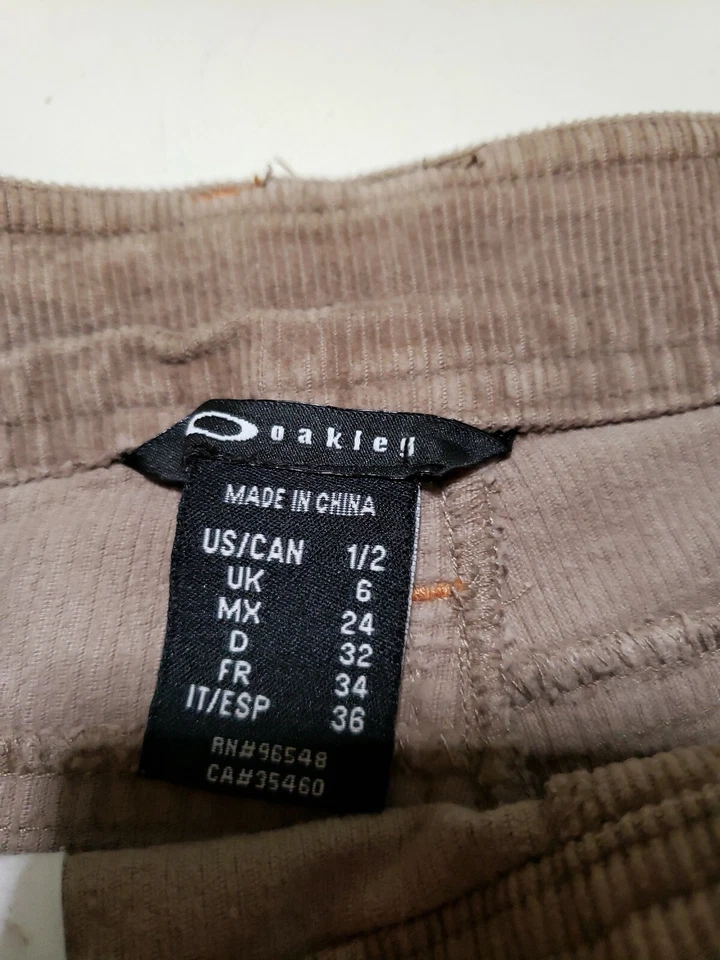 oakley
MADE IN CHINA
US/CAN 1/2
UK 6
MX 24
D 32
FR 34
IT/ESP 36
RN#96548
CA#35460